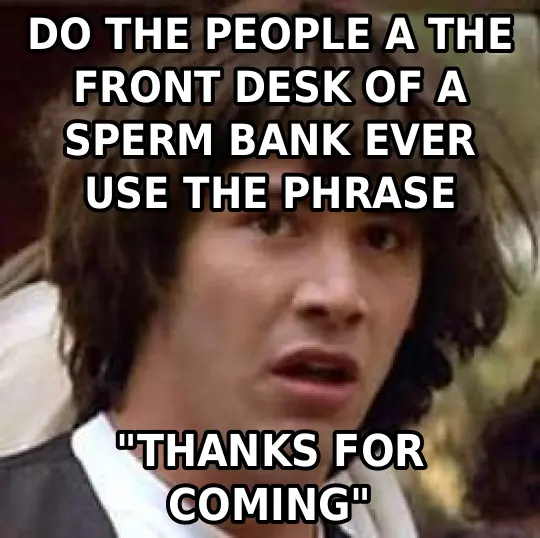 DO THE PEOPLE A THE
FRONT DESK OF A
SPERM BANK EVER
USE THE PHRASE
"THANKS FOR
COMING"